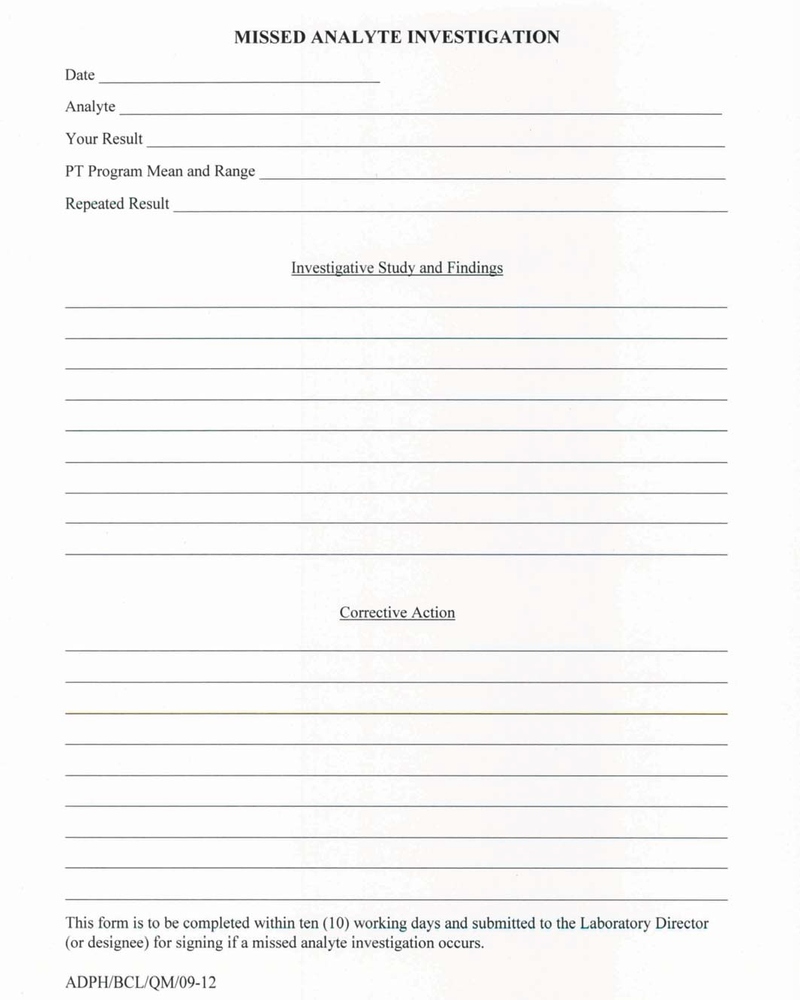 MISSED ANALYTE INVESTIGATION
Date
Analyte
Your Result
PT Program Mean and Range
Repeated Result
Investigative Study and Findings
Corrective Action
This form is to be completed within ten (10) working days and submitted to the Laboratory Director
(or designee) for signing if a missed analyte investigation occurs.
ADPH/BCL/QM/09-12